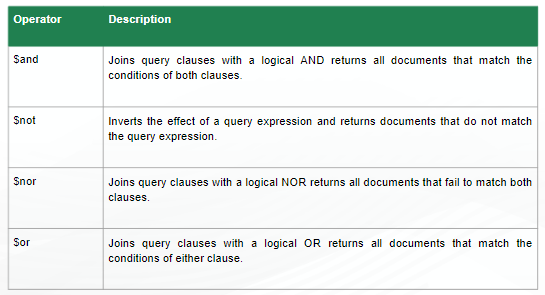 Operator Description
$and Joins query clauses with a logical AND returns all documents that match the
conditions of both clauses.
$not Inverts the effect of a query expression and returns documents that do not match
the query expression.
$nor Joins query clauses with a logical NOR returns all documents that fail to match both
clauses.
$or Joins query clauses with a logical OR returns all documents that match the
conditions of either clause.